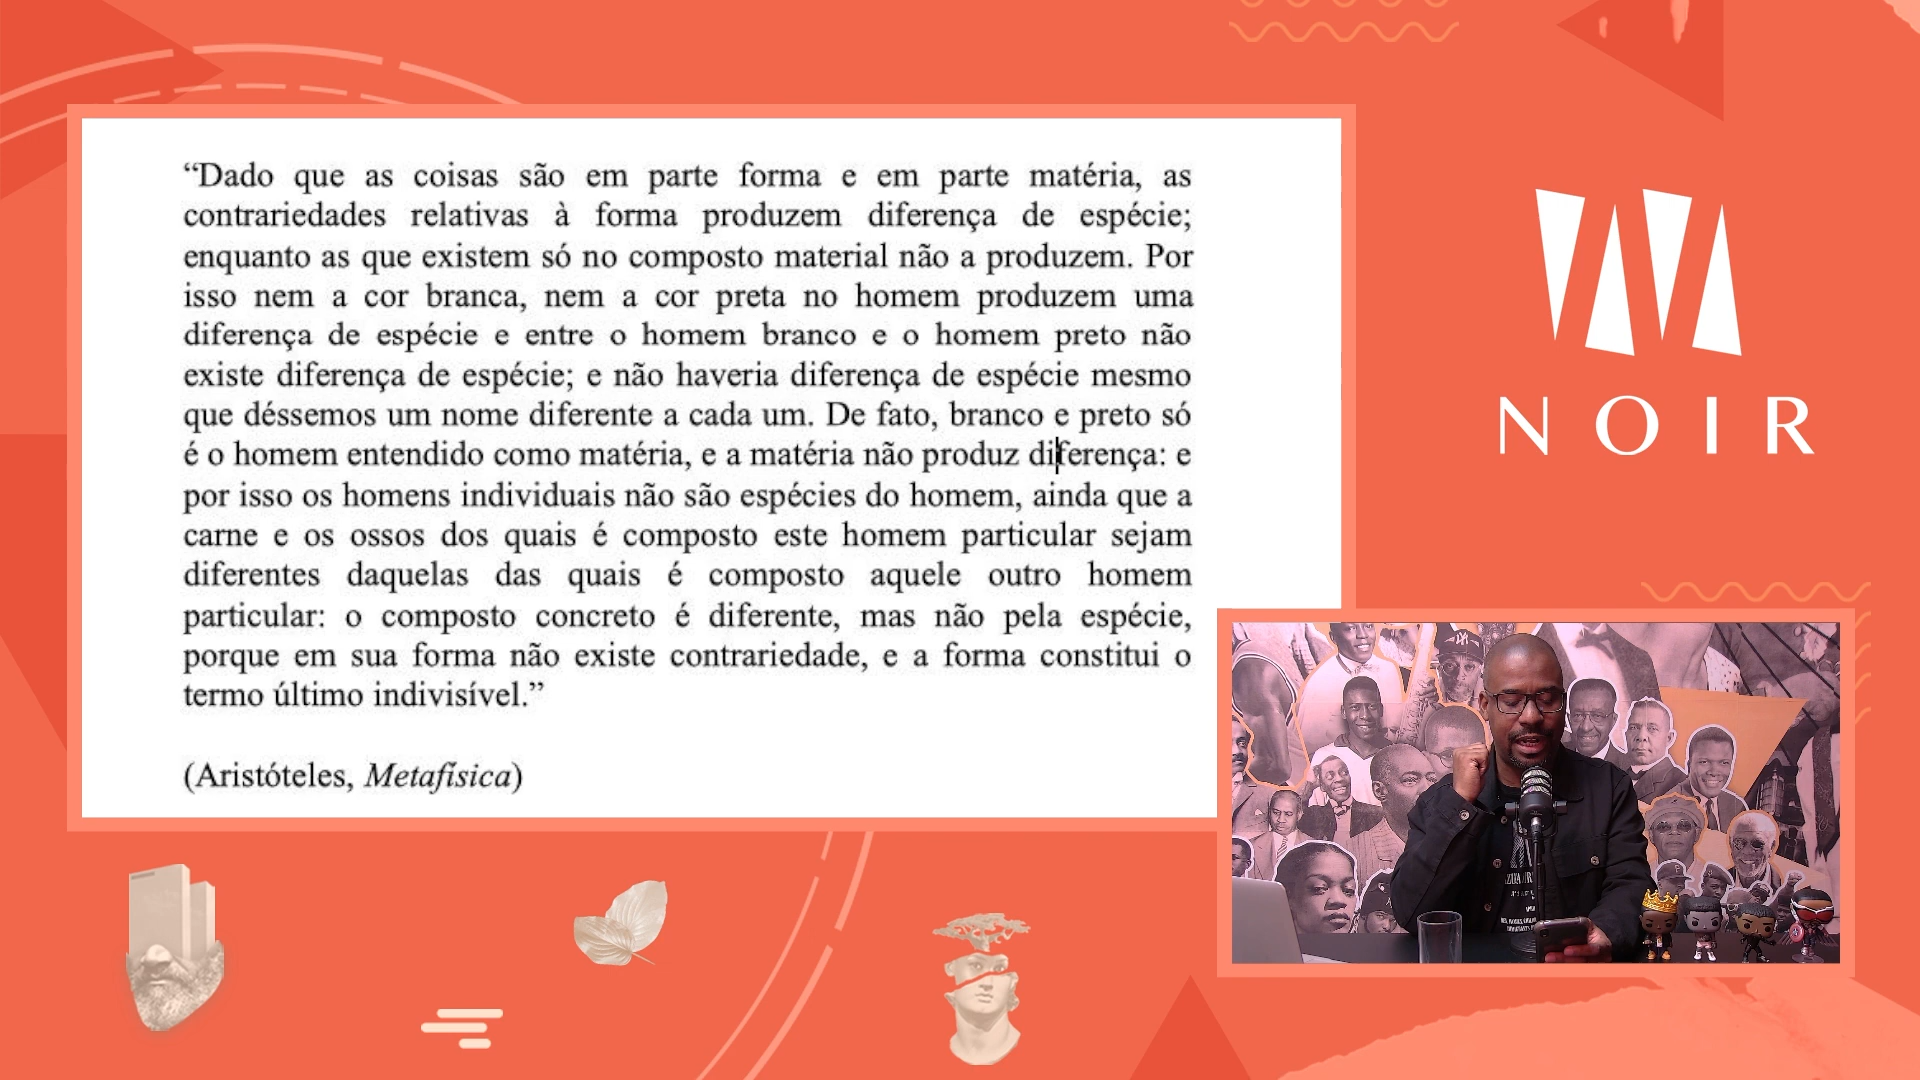 “Dado que as coisas são em parte forma e em parte matéria, as
contrariedades relativas à forma produzem diferença de espécie;
enquanto as que existem só no composto material não a produzem. Por
isso nem a cor branca, nem a cor preta no homem produzem uma
diferença de espécie e entre o homem branco e o homem preto não
existe diferença de espécie; e não haveria diferença de espécie mesmo
que déssemos um nome diferente a cada um. De fato, branco e preto só
é o homem entendido como matéria, e a matéria não produz diferença: e
por isso os homens individuais não são espécies do homem, ainda que a
carne e os ossos dos quais é composto este homem particular sejam
diferentes daquelas das quais é composto aquele outro homem
particular: o composto concreto é diferente, mas não pela espécie,
porque em sua forma não existe contrariedade, e a forma constitui o
termo último indivisível.”
(Aristóteles, Metafísica)
NOIR